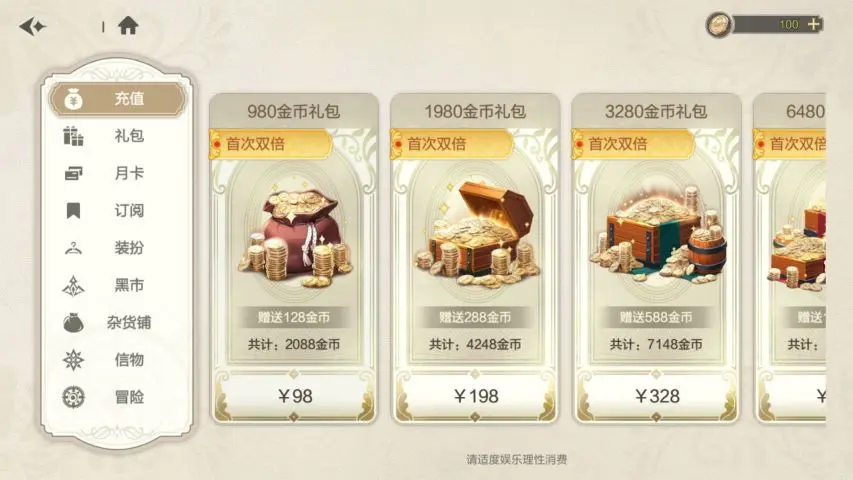 100
充值
礼包
月卡
订阅
装扮
黑市
杂货铺
信物
冒险
980金币礼包
首次双倍
赠送128金币
共计：2088金币
￥98
1980金币礼包
首次双倍
赠送288金币
共计：4248金币
￥198
3280金币礼包
首次双倍
赠送588金币
共计：7148金币
￥328
6480
首次双倍
赠送
共计：
￥
请适度娱乐理性消费